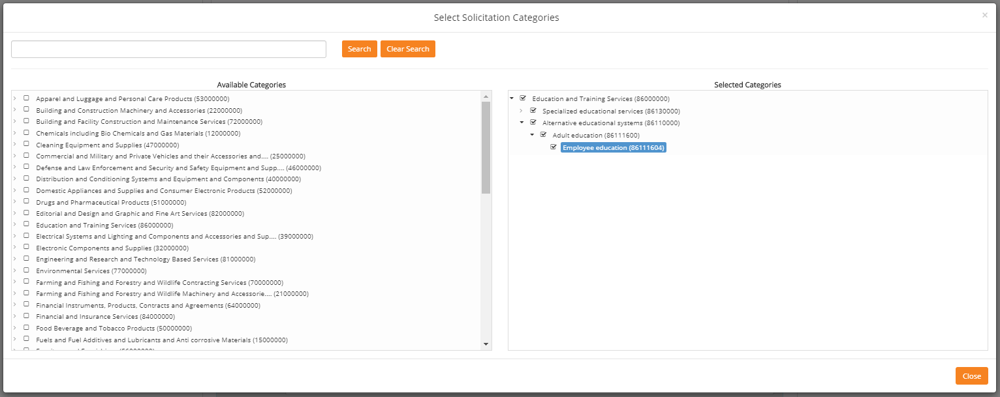 Select Solicitation Categories
×
Search
Clear Search
Available Categories
Apparel and Luggage and Personal Care Products (53000000)
Building and Construction Machinery and Accessories (22000000)
Building and Facility Construction and Maintenance Services (72000000)
Chemicals including Bio Chemicals and Gas Materials (12000000)
Cleaning Equipment and Supplies (47000000)
Commercial and Military and Private Vehicles and their Accessories and.... (25000000)
Defense and Law Enforcement and Security and Safety Equipment and Supp.... (46000000)
Distribution and Conditioning Systems and Equipment and Components (40000000)
Domestic Appliances and Supplies and Consumer Electronic Products (52000000)
Drugs and Pharmaceutical Products (51000000)
Editorial and Design and Graphic and Fine Art Services (82000000)
Education and Training Services (86000000)
Electrical Systems and Lighting and Components and Accessories and Sup.... (39000000)
Electronic Components and Supplies (32000000)
Engineering and Research and Technology Based Services (81000000)
Environmental Services (77000000)
Farming and Fishing and Forestry and Wildlife Contracting Services (70000000)
Farming and Fishing and Forestry and Wildlife Machinery and Accessorie.... (21000000)
Financial Instruments, Products, Contracts and Agreements (64000000)
Financial and Insurance Services (84000000)
Food Beverage and Tobacco Products (50000000)
Fuels and Fuel Additives and Lubricants and Anti corrosive Materials (15000000)
Selected Categories
Education and Training Services (86000000)
Specialized educational services (86130000)
Alternative educational systems (86110000)
Adult education (86111600)
Employee education (86111604)
Close